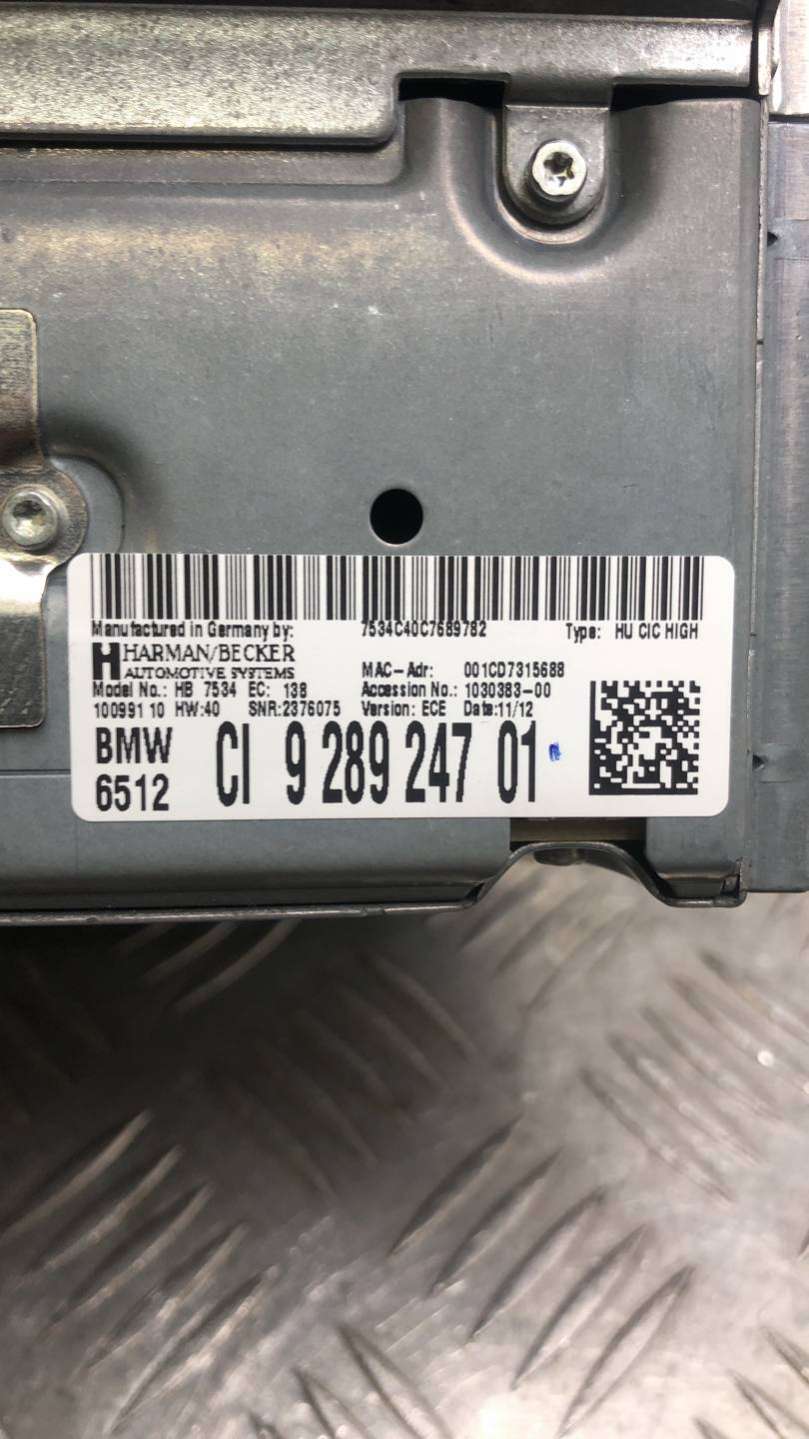 Manufactured in Germany by: 7534C40C7689782 Type: HU CIC HIGH
HARMAN/BECKER
AUTOMOTIVE SYSTEMS MAC-Adr: 001CD7315688
Model No.: HB 7534 EC: 138 Accession No.: 1030383-00
10099110 HW:40 SNR:2376075 Version: ECE Date:11/12
BMW CI 9 289 247 01
6512